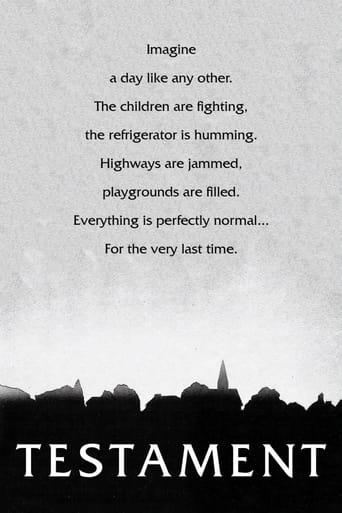 Imagine
a day like any other.
The children are fighting,
the refrigerator is humming.
Highways are jammed,
playgrounds are filled.
Everything is perfectly normal...
For the very last time.
TESTAMENT